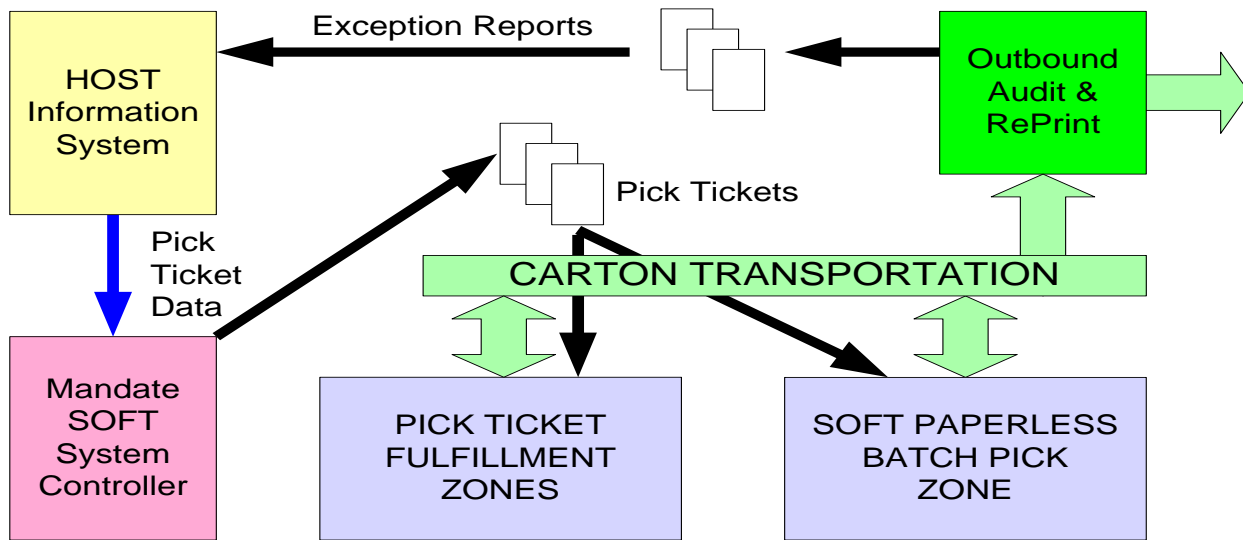 Exception Reports
HOST
Information
System
Outbound
Audit &
RePrint
Pick Tickets
Pick
Ticket
Data
CARTON TRANSPORTATION
Mandate
SOFT
System
Controller
PICK TICKET
FULFILLMENT
ZONES
SOFT PAPERLESS
BATCH PICK
ZONE